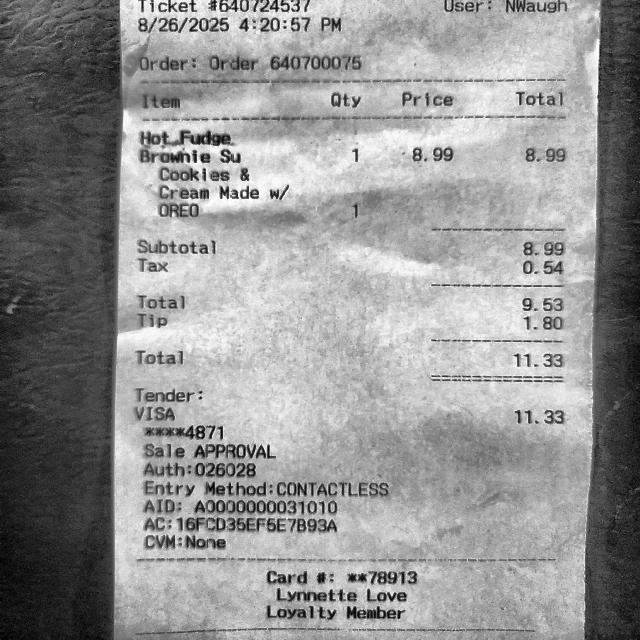 Ticket #640724537 User: NWaugh
8/26/2025 4:20:57 PM
Order: Order 640700075
Item Qty Price Total
Hot Fudge
Brownie Su 1 8.99 8.99
Cookies &
Cream Made w/
OREO 1
Subtotal 8.99
Tax 0.54
Total 9.53
Tip 1.80
Total 11.33
Tender:
VISA 11.33
****4871
Sale APPROVAL
Auth:026028
Entry Method:CONTACTLESS
AID: A0000000031010
AC:16FCD35EF5E7B93A
CVM:None
Card #: **78913
Lynnette Love
Loyalty Member